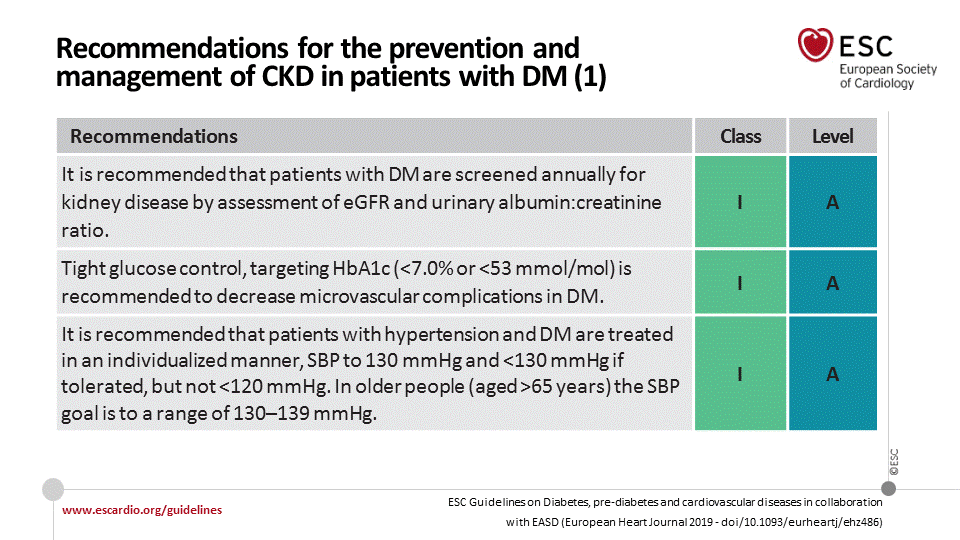 Recommendations for the prevention and
management of CKD in patients with DM (1)
ESC
European Society
of Cardiology
Recommendations Class Level
It is recommended that patients with DM are screened annually for
kidney disease by assessment of eGFR and urinary albumin:creatinine
ratio.
I A
Tight glucose control, targeting HbA1c (<7.0% or <53 mmol/mol) is
recommended to decrease microvascular complications in DM.
I A
It is recommended that patients with hypertension and DM are treated
in an individualized manner, SBP to 130 mmHg and <130 mmHg if
tolerated, but not <120 mmHg. In older people (aged >65 years) the SBP
goal is to a range of 130–139 mmHg.
I A
©ESC
www.escardio.org/guidelines
ESC Guidelines on Diabetes, pre-diabetes and cardiovascular diseases in collaboration
with EASD (European Heart Journal 2019 - doi/10.1093/eurheartj/ehz486)